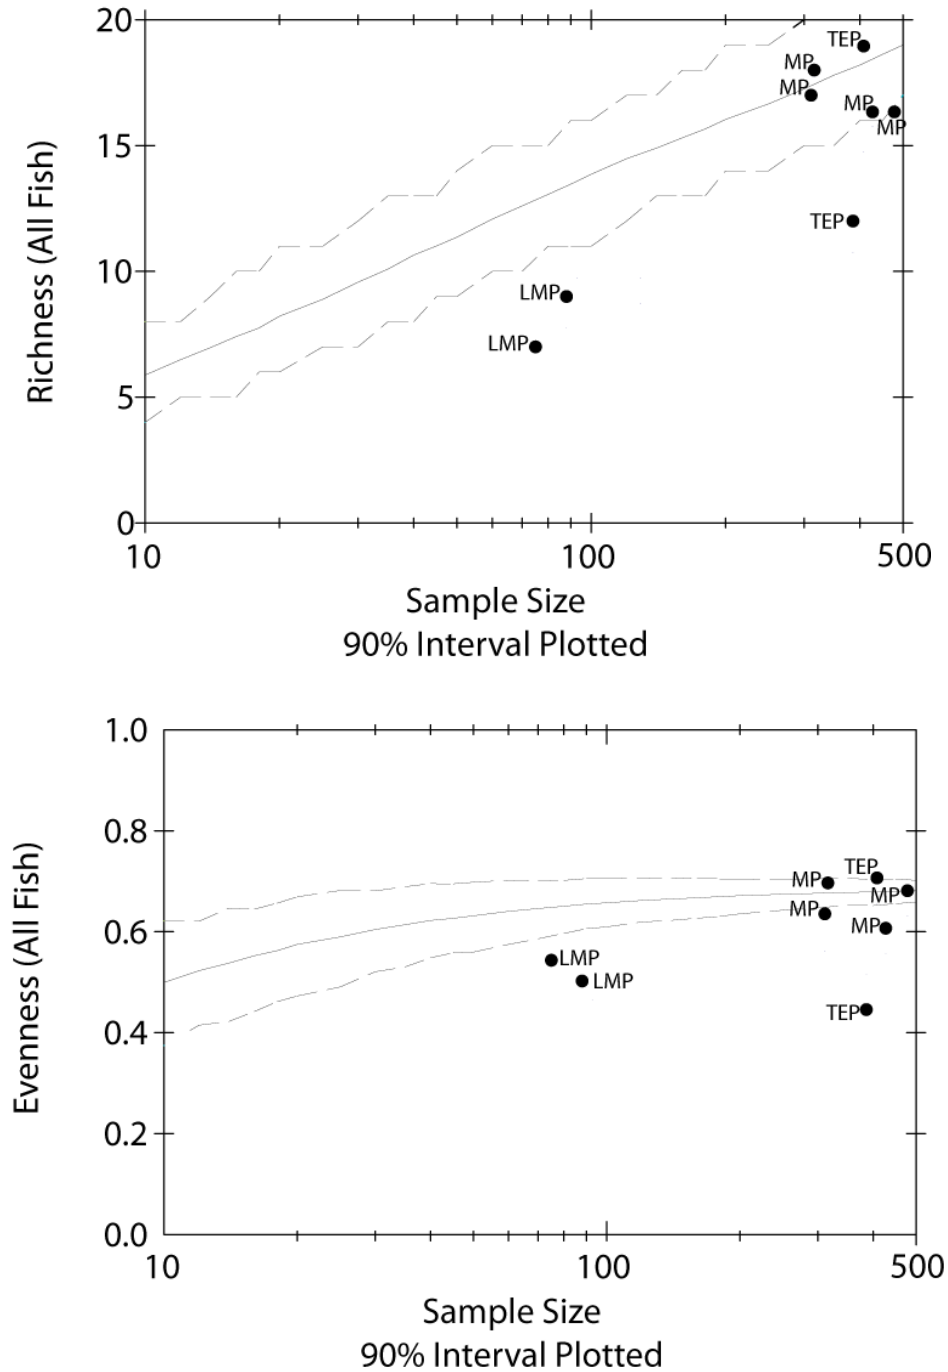 20
TEP
MP
MP
MP
MP
15
TEP
10
LMP
LMP
5
0
10 100 500
Richness (All Fish)
Sample Size
90% Interval Plotted
1.0
0.8
TEP
MP
MP
MP
0.6
MP
LMP
LMP
TEP
0.4
0.2
0.0
10 100 500
Evenness (All Fish)
Sample Size
90% Interval Plotted